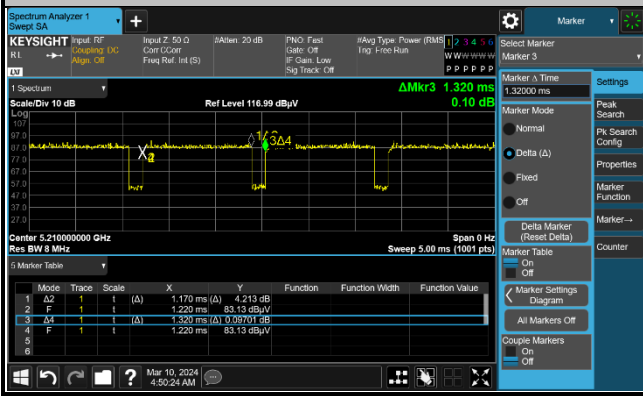 Spectrum Analyzer 1
Swept SA
+
Marker
KEYSIGHT Input: RF Input Z: 50 Ω #Atten: 20 dB PNO: Fast #Avg Type: Power (RMS 1 2 3 4 5 6
RL Coupling: DC Corr CCorr Gate: Off Trig: Free Run W W W W W W
Align: Off Freq Ref: Int (S) IF Gain: Low P P P P P P
Sig Track: Off
LXI
Select Marker
Marker 3
1 Spectrum
ΔMkr3 1.320 ms
Scale/Div 10 dB Ref Level 116.99 dBµV 0.10 dB
Log
107
97.0
87.0
77.0
67.0
57.0
47.0
37.0
27.0
3Δ4
Center 5.210000000 GHz Span 0 Hz
Res BW 8 MHz Sweep 5.00 ms (1001 pts)
5 Marker Table
Mode Trace Scale X Y Function Function Width Function Value
1 Δ2 1 t (Δ) 1.170 ms (Δ) 4.213 dB
2 F 1 t 1.220 ms 83.13 dBµV
3 Δ4 1 t (Δ) 1.320 ms (Δ) 0.09701 dB
4 F 1 t 1.220 ms 83.13 dBµV
5
6
Marker Δ Time
1.32000 ms
Marker Mode
Normal
Delta (Δ)
Fixed
Off
Delta Marker
(Reset Delta)
Marker Table
On
Off
Marker Settings
Diagram
All Markers Off
Couple Markers
On
Off
Settings
Peak
Search
Pk Search
Config
Properties
Marker
Function
Marker→
Counter
? Mar 10, 2024
4:50:24 AM